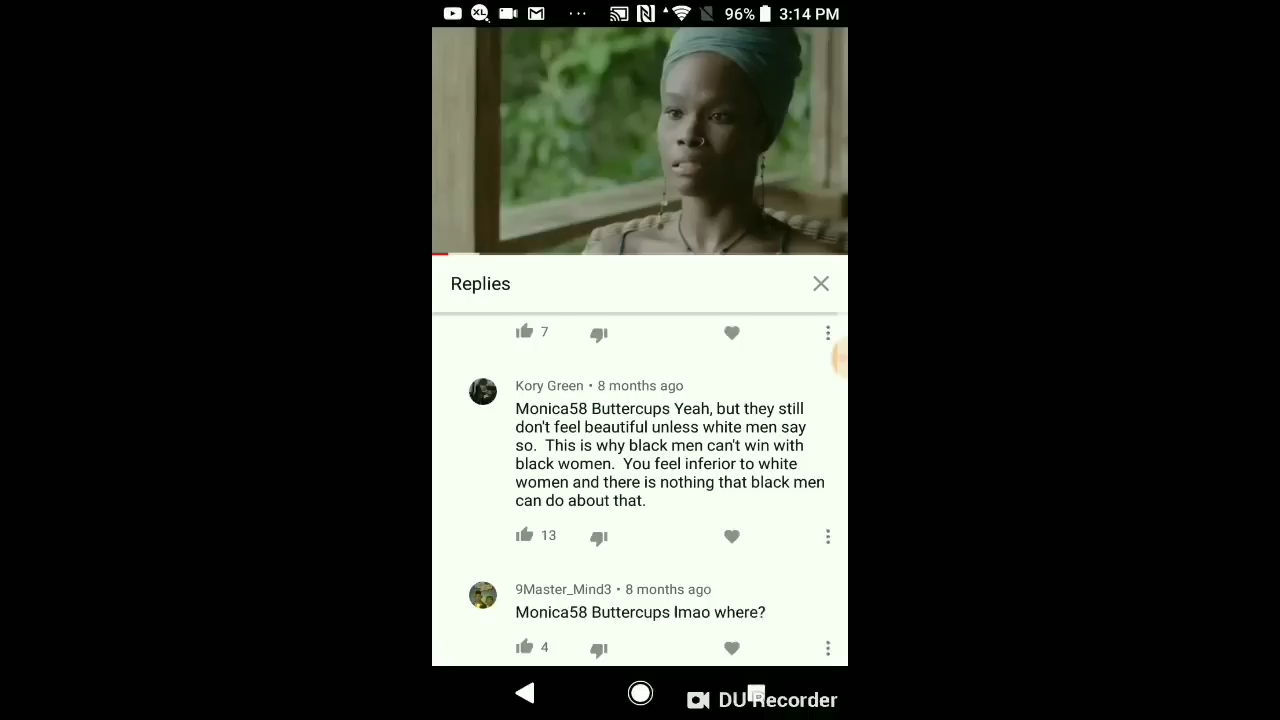 96% 3:14 PM
Replies
7
Kory Green • 8 months ago
Monica58 Buttercups Yeah, but they still
don't feel beautiful unless white men say
so.  This is why black men can't win with
black women.  You feel inferior to white
women and there is nothing that black men
can do about that.
13
9Master_Mind3 • 8 months ago
Monica58 Buttercups lmao where?
4
DU Recorder